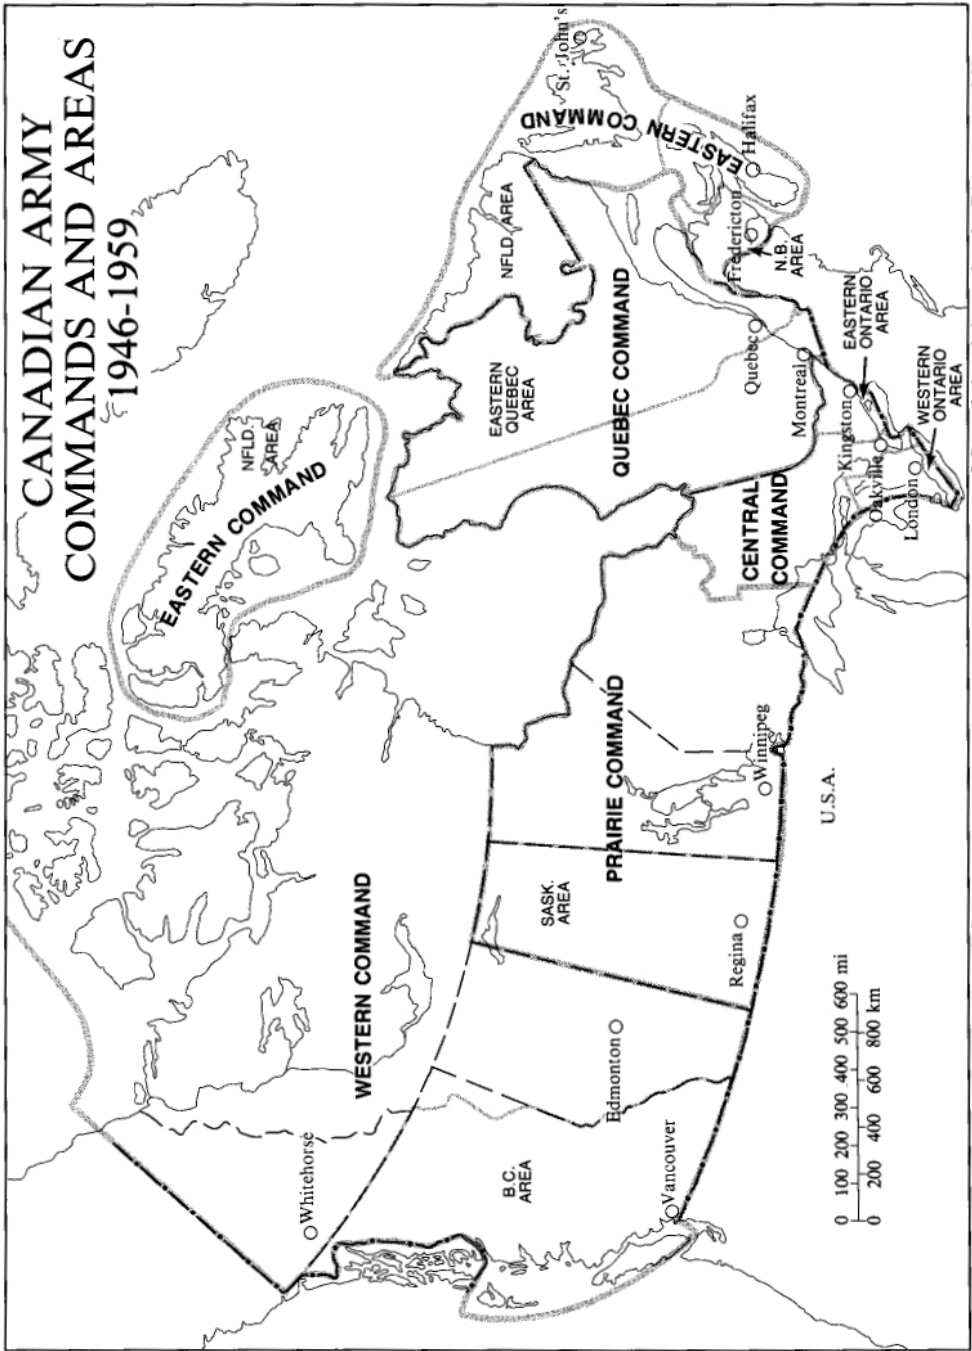 CANADIAN ARMY
COMMANDS AND AREAS
1946-1959
EASTERN COMMAND
NFLD.
AREA
WESTERN COMMAND
Whitehorse
B.C.
AREA
Vancouver
Edmonton
SASK.
AREA
Regina
PRAIRIE COMMAND
Winnipeg
U.S.A.
CENTRAL
COMMAND
QUEBEC COMMAND
EASTERN
QUEBEC
AREA
NFLD. AREA
EASTERN COMMAND
St. John's
Halifax
Fredericton
N.B.
AREA
Quebec
Montreal
Kingston
Oakville
London
EASTERN
ONTARIO
AREA
WESTERN
ONTARIO
AREA
0 100 200 300 400 500 600 mi
0 200 400 600 800 km